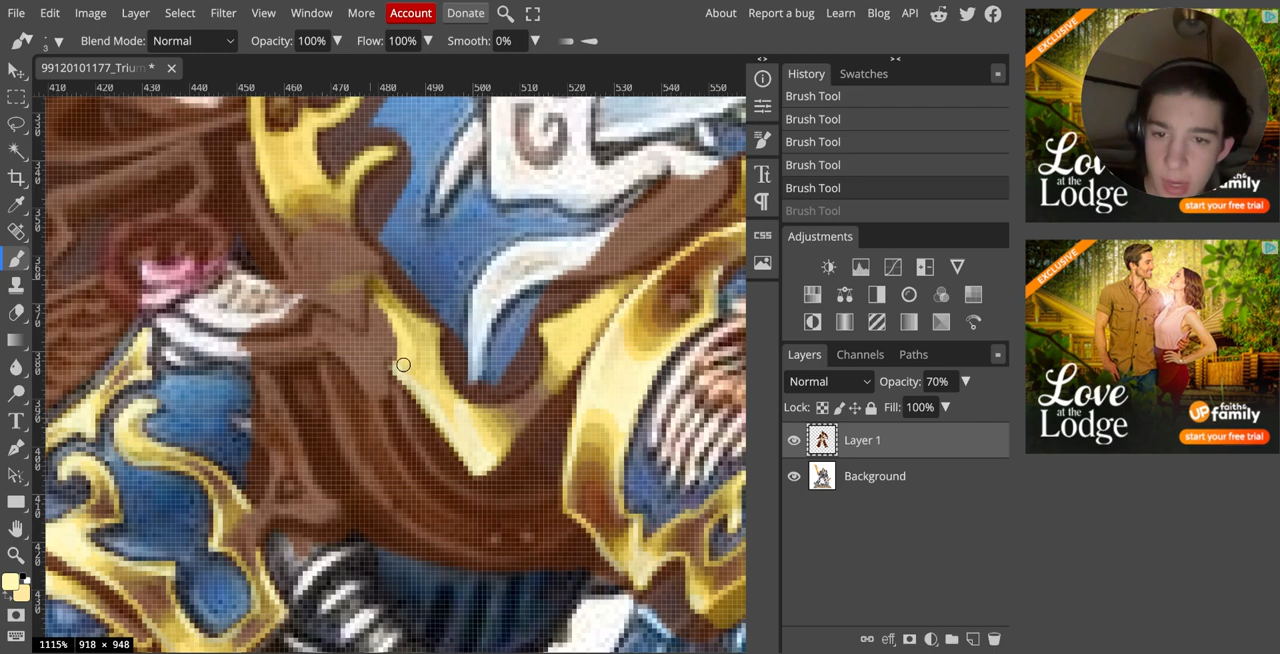 File Edit Image Layer Select Filter View Window More Account Donate About Report a bug Learn Blog API
3 Blend Mode: Normal Opacity: 100% Flow: 100% Smooth: 0%
99120101177_Trium *
410 420 430 440 450 460 470 480 490 500 510 520 530 540 550
History Swatches
Brush Tool
Brush Tool
Brush Tool
Brush Tool
Brush Tool
Brush Tool
Tt
CSS
Adjustments
Layers Channels Paths
Normal Opacity: 70%
Lock: Fill: 100%
Layer 1
Background
eff
1115% 918 × 948
EXCLUSIVE
at the
Lodge
start your free trial
EXCLUSIVE
Love
at the
Lodge
UP faith& family
start your free trial